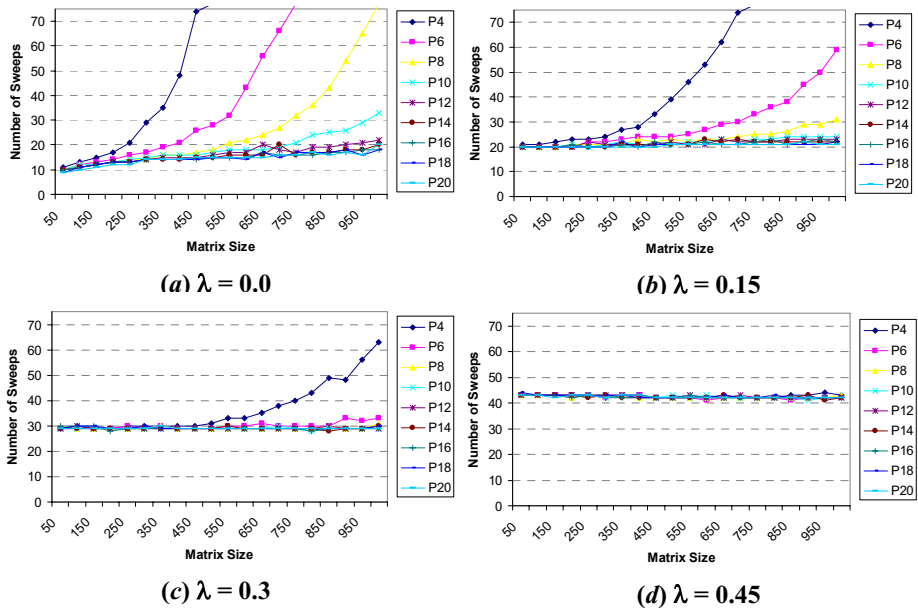 Number of Sweeps
70
60
50
40
30
20
10
0
50
150
250
350
450
550
650
750
850
950
Matrix Size
P4
P6
P8
P10
P12
P14
P16
P18
P20
(a) λ = 0.0
Number of Sweeps
70
60
50
40
30
20
10
0
50
150
250
350
450
550
650
750
850
950
Matrix Size
P4
P6
P8
P10
P12
P14
P16
P18
P20
(b) λ = 0.15
Number of Sweeps
70
60
50
40
30
20
10
0
50
150
250
350
450
550
650
750
850
950
Matrix Size
P4
P6
P8
P10
P12
P14
P16
P18
P20
(c) λ = 0.3
Number of Sweeps
70
60
50
40
30
20
10
0
50
150
250
350
450
550
650
750
850
950
Matrix Size
P4
P6
P8
P10
P12
P14
P16
P18
P20
(d) λ = 0.45